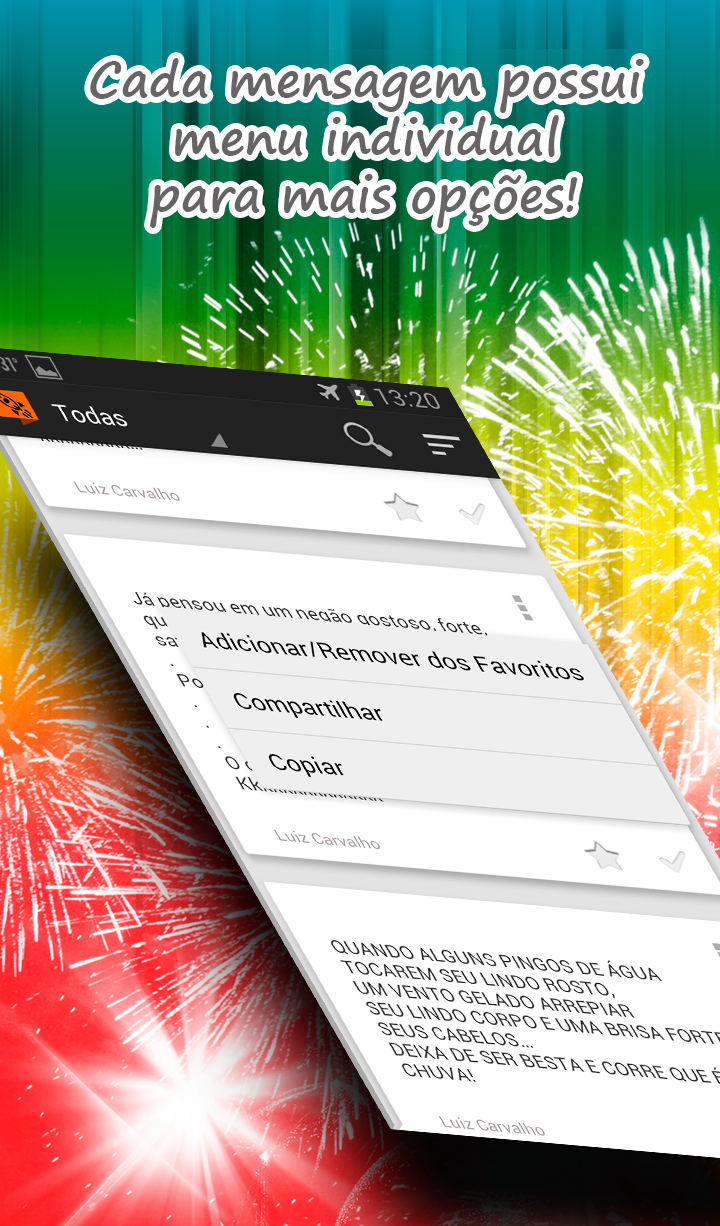 Cada mensagem possui
menu individual
para mais opções!
31°
13:20
Todas
Luiz Carvalho
Já pensou em um negão gostoso, forte,
Adicionar/Remover dos Favoritos
Compartilhar
Copiar
Luiz Carvalho
QUANDO ALGUNS PINGOS DE ÁGUA
TOCAREM SEU LINDO ROSTO,
UM VENTO GELADO ARREPIAR
SEU LINDO CORPO E UMA BRISA FORTE
SEUS CABELOS...
DEIXA DE SER BESTA E CORRE QUE É
CHUVA!
Luiz Carvalho